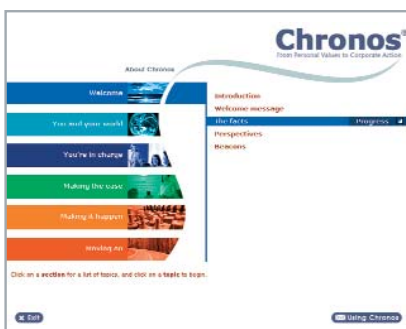 Chronos®
From Personal Values to Corporate Action
About Chronos
Welcome
You and your world
You're in charge
Making the case
Making it happen
Moving on
Introduction
Welcome message
The facts
Progress
Perspectives
Beacons
Click on a section for a list of topics, and click on a topic to begin.
Exit
Using Chronos